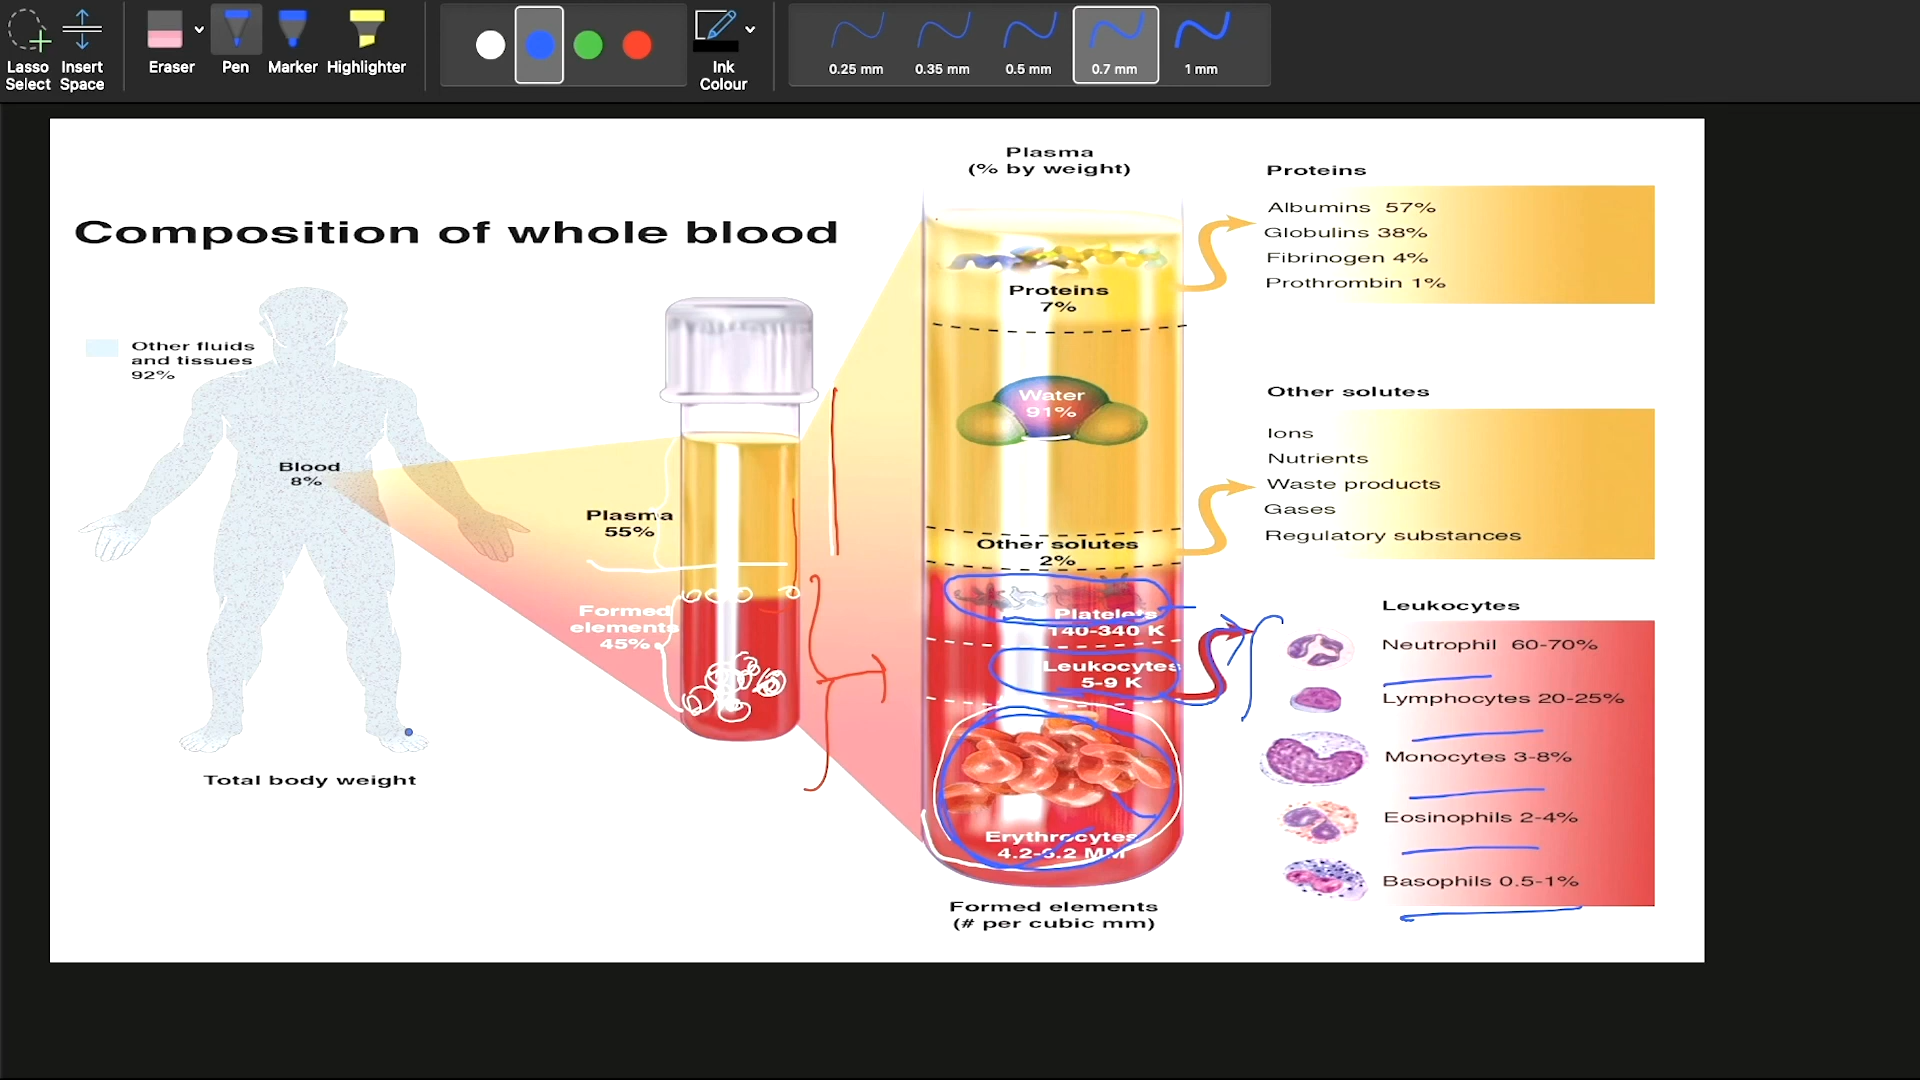 Lasso
Select
Insert
Space
Eraser
Pen
Marker
Highlighter
Ink
Colour
0.25 mm
0.35 mm
0.5 mm
0.7 mm
1 mm
Composition of whole blood
Other fluids
and tissues
92%
Blood
8%
Total body weight
Plasma
55%
Formed
elements
45%
Plasma
(% by weight)
Proteins
7%
Water
91%
Other solutes
2%
Platelets
140-340 K
Leukocytes
5-9 K
Erythrocytes
4.2-6.2 MM
Formed elements
(# per cubic mm)
Proteins
Albumins 57%
Globulins 38%
Fibrinogen 4%
Prothrombin 1%
Other solutes
Ions
Nutrients
Waste products
Gases
Regulatory substances
Leukocytes
Neutrophil 60-70%
Lymphocytes 20-25%
Monocytes 3-8%
Eosinophils 2-4%
Basophils 0.5-1%